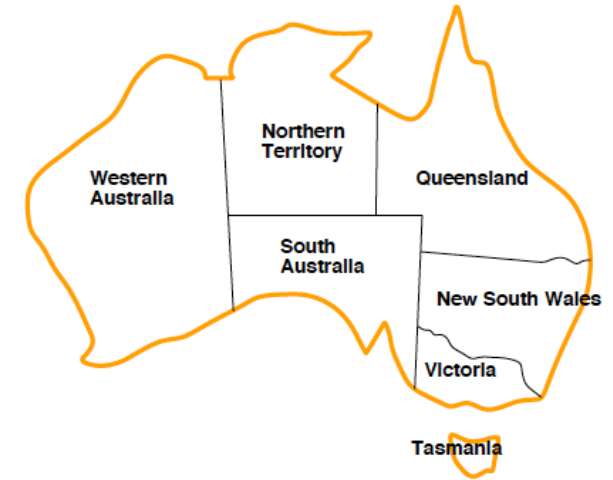 Northern
Territory
Western
Australia
Queensland
South
Australia
New South Wales
Victoria
Tasmania